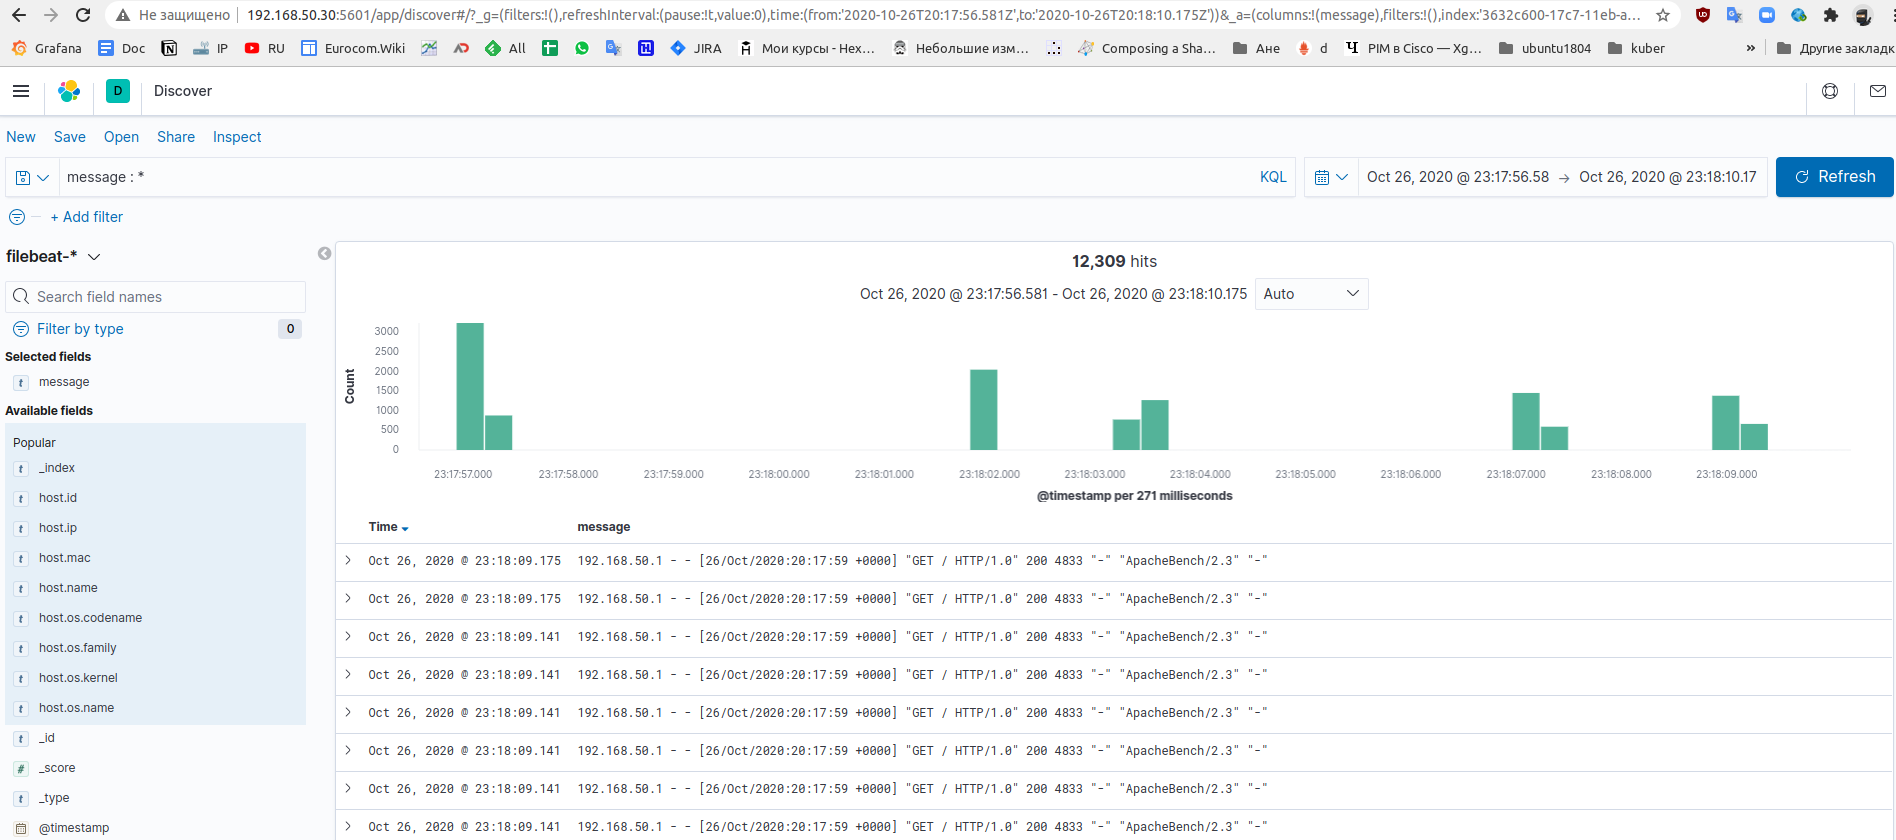 Не защищено 192.168.50.30:5601/app/discover#/?_g=(filters:!(),refreshInterval:(pause:!t,value:0),time:(from:'2020-10-26T20:17:56.581Z',to:'2020-10-26T20:18:10.175Z'))&_a=(columns:!(message),filters:!(),index:'3632c600-17c7-11eb-a...
Grafana Doc IP RU Eurocom.Wiki All JIRA Мои курсы - Hex... Небольшие изм... Composing a Sha... Ане d PIM в Cisco — Xg... ubuntu1804 kuber » Другие закладк
D Discover
New Save Open Share Inspect
message : * KQL Oct 26, 2020 @ 23:17:56.58 → Oct 26, 2020 @ 23:18:10.17 Refresh
+ Add filter
filebeat-*
Search field names
Filter by type 0
Selected fields
t message
Available fields
Popular
t _index
t host.id
t host.ip
t host.mac
t host.name
t host.os.codename
t host.os.family
t host.os.kernel
t host.os.name
t _id
# _score
t _type
@timestamp
12,309 hits
Oct 26, 2020 @ 23:17:56.581 - Oct 26, 2020 @ 23:18:10.175 Auto
Count
3000
2500
2000
1500
1000
500
0
23:17:57.000 23:17:58.000 23:17:59.000 23:18:00.000 23:18:01.000 23:18:02.000 23:18:03.000 23:18:04.000 23:18:05.000 23:18:06.000 23:18:07.000 23:18:08.000 23:18:09.000
@timestamp per 271 milliseconds
Time message
Oct 26, 2020 @ 23:18:09.175 192.168.50.1 - - [26/Oct/2020:20:17:59 +0000] "GET / HTTP/1.0" 200 4833 "-" "ApacheBench/2.3" "-"
Oct 26, 2020 @ 23:18:09.175 192.168.50.1 - - [26/Oct/2020:20:17:59 +0000] "GET / HTTP/1.0" 200 4833 "-" "ApacheBench/2.3" "-"
Oct 26, 2020 @ 23:18:09.141 192.168.50.1 - - [26/Oct/2020:20:17:59 +0000] "GET / HTTP/1.0" 200 4833 "-" "ApacheBench/2.3" "-"
Oct 26, 2020 @ 23:18:09.141 192.168.50.1 - - [26/Oct/2020:20:17:59 +0000] "GET / HTTP/1.0" 200 4833 "-" "ApacheBench/2.3" "-"
Oct 26, 2020 @ 23:18:09.141 192.168.50.1 - - [26/Oct/2020:20:17:59 +0000] "GET / HTTP/1.0" 200 4833 "-" "ApacheBench/2.3" "-"
Oct 26, 2020 @ 23:18:09.141 192.168.50.1 - - [26/Oct/2020:20:17:59 +0000] "GET / HTTP/1.0" 200 4833 "-" "ApacheBench/2.3" "-"
Oct 26, 2020 @ 23:18:09.141 192.168.50.1 - - [26/Oct/2020:20:17:59 +0000] "GET / HTTP/1.0" 200 4833 "-" "ApacheBench/2.3" "-"
Oct 26, 2020 @ 23:18:09.141 192.168.50.1 - - [26/Oct/2020:20:17:59 +0000] "GET / HTTP/1.0" 200 4833 "-" "ApacheBench/2.3" "-"